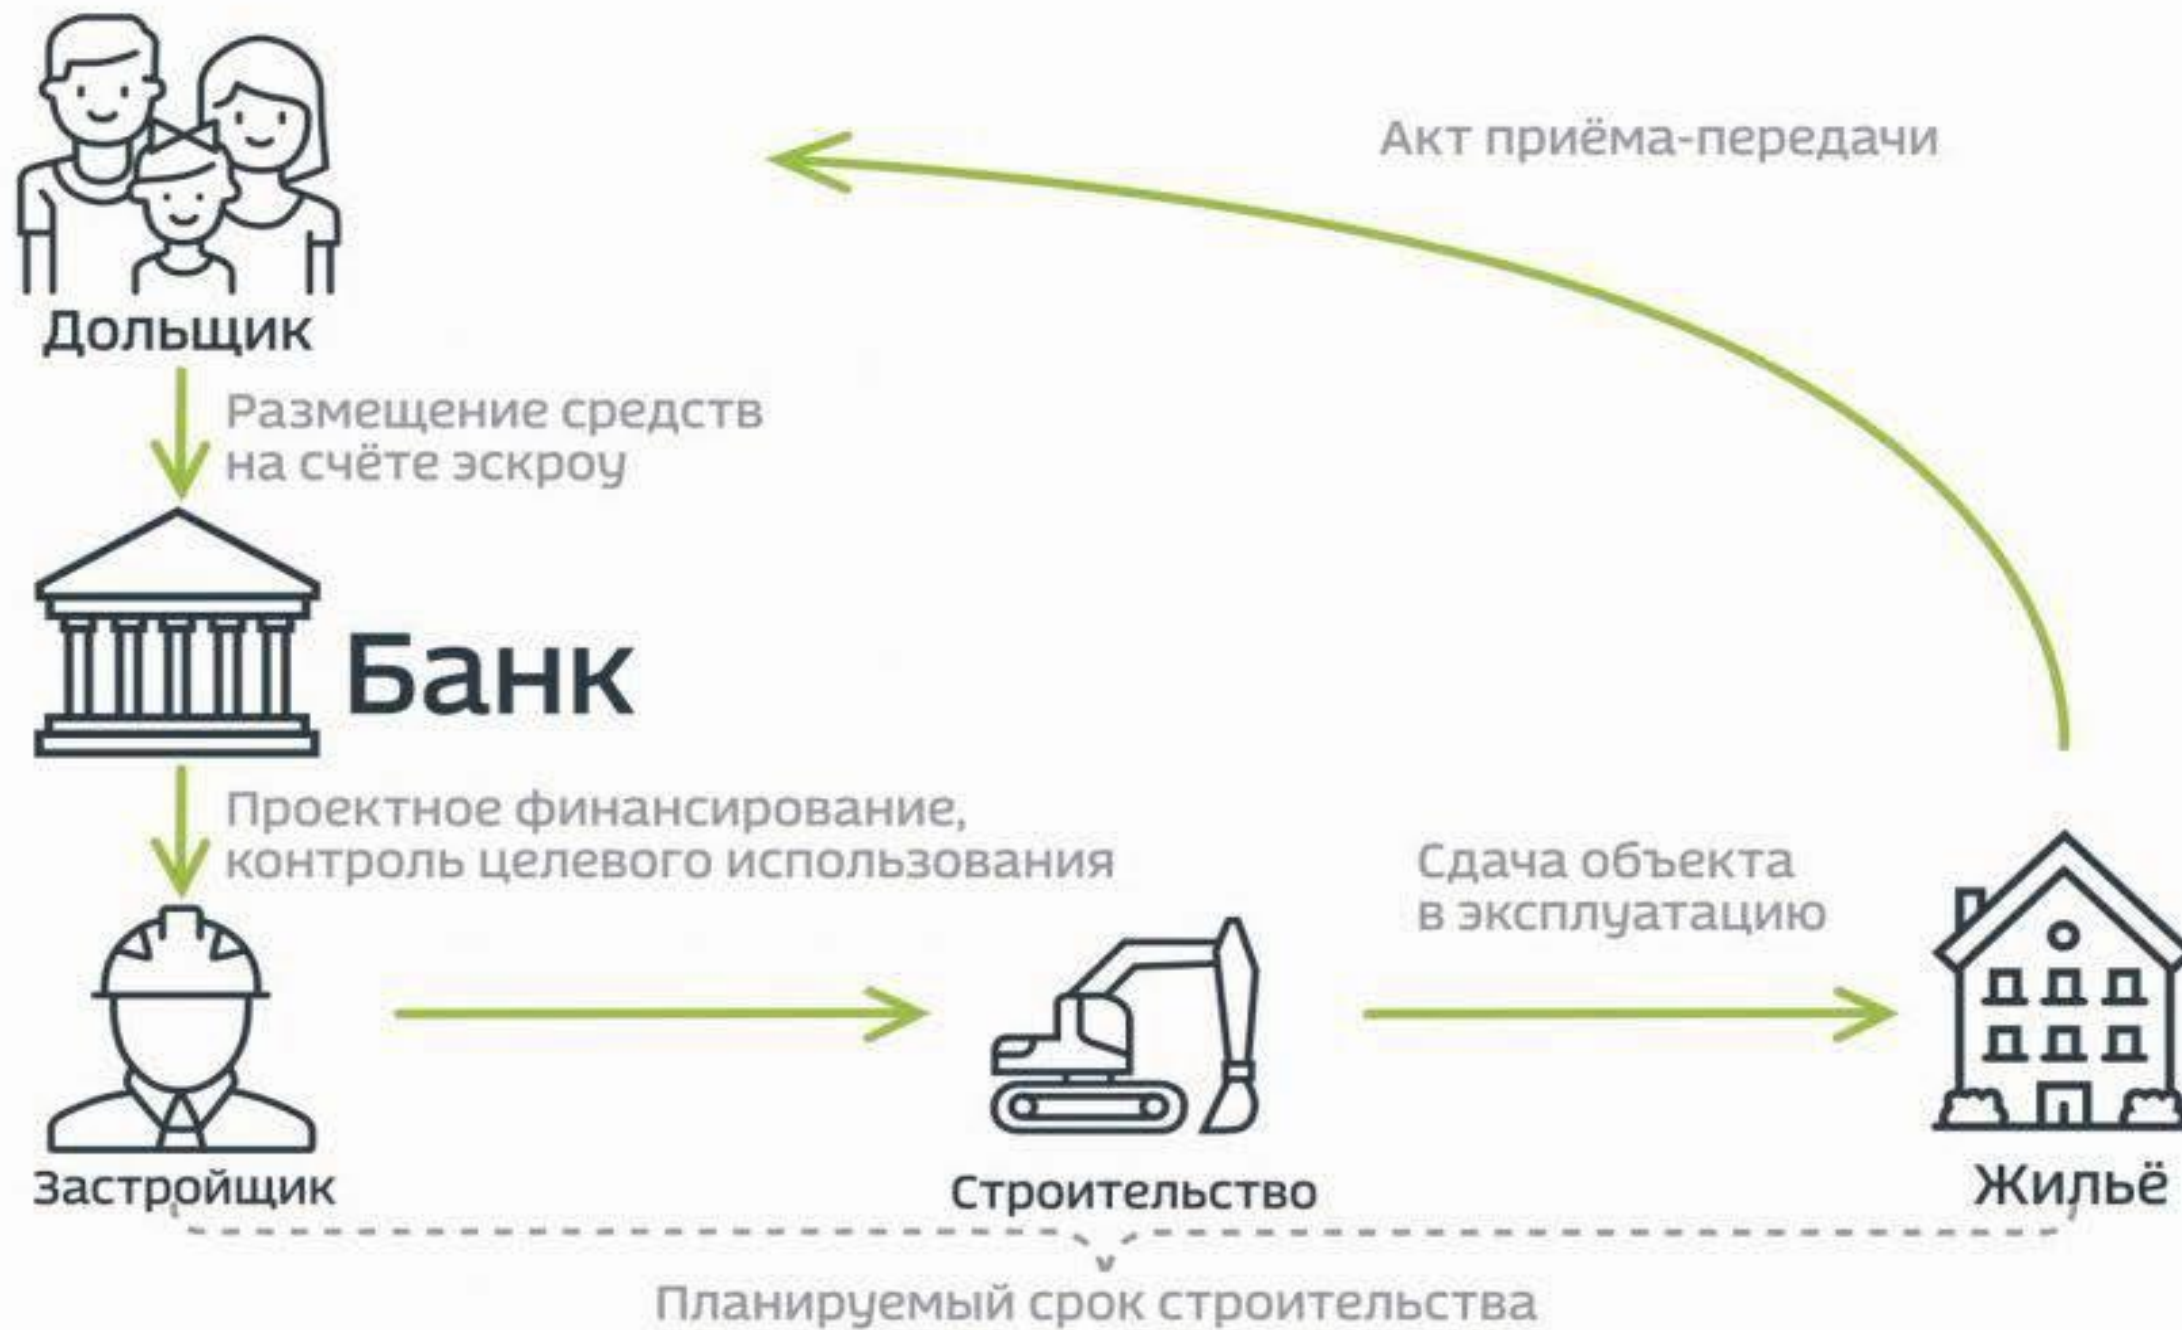 Акт приёма-передачи
Дольщик
Размещение средств
на счёте эскроу
Банк
Проектное финансирование,
контроль целевого использования
Сдача объекта
в эксплуатацию
Застройщик
Строительство
Жильё
Планируемый срок строительства